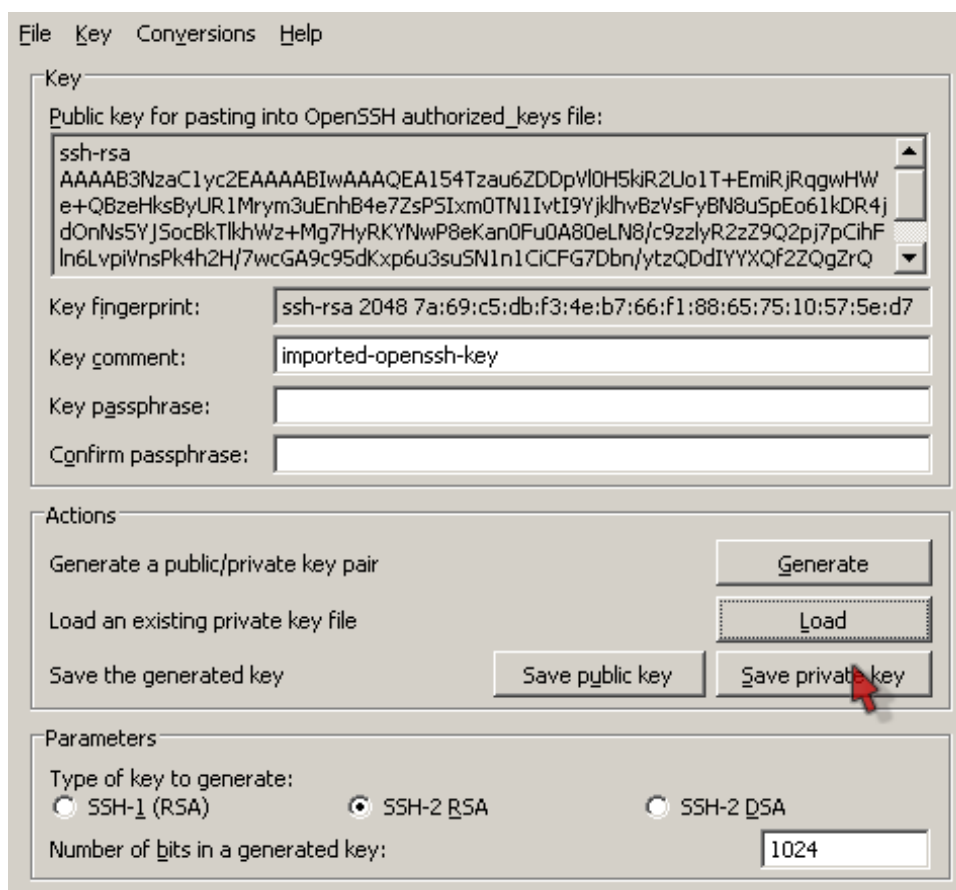 File Key Conversions Help
Key
Public key for pasting into OpenSSH authorized_keys file:
ssh-rsa
AAAAB3NzaC1yc2EAAAABIwAAAQEA154Tzau6ZDDpVl0H5kiR2Uo1T+EmiRjRqgwHW
e+QBzeHksByUR1Mrym3uEnhB4e7ZsPSIxm0TN1IvtI9YjklhvBzVsFyBN8uSpEo61kDR4j
dOnNs5YJSocBkTlkhWz+Mg7HyRKYNwP8eKan0Fu0A80eLN8/c9zzlyR2zZ9Q2pj7pCihF
ln6LvpiVnsPk4h2H/7wcGA9c95dKxp6u3suSN1n1CiCFG7Dbn/ytzQDdIYYXQf2ZQgZrQ
Key fingerprint: ssh-rsa 2048 7a:69:c5:db:f3:4e:b7:66:f1:88:65:75:10:57:5e:d7
Key comment: imported-openssh-key
Key passphrase:
Confirm passphrase:
Actions
Generate a public/private key pair Generate
Load an existing private key file Load
Save the generated key Save public key Save private key
Parameters
Type of key to generate:
SSH-1 (RSA) SSH-2 RSA SSH-2 DSA
Number of bits in a generated key: 1024